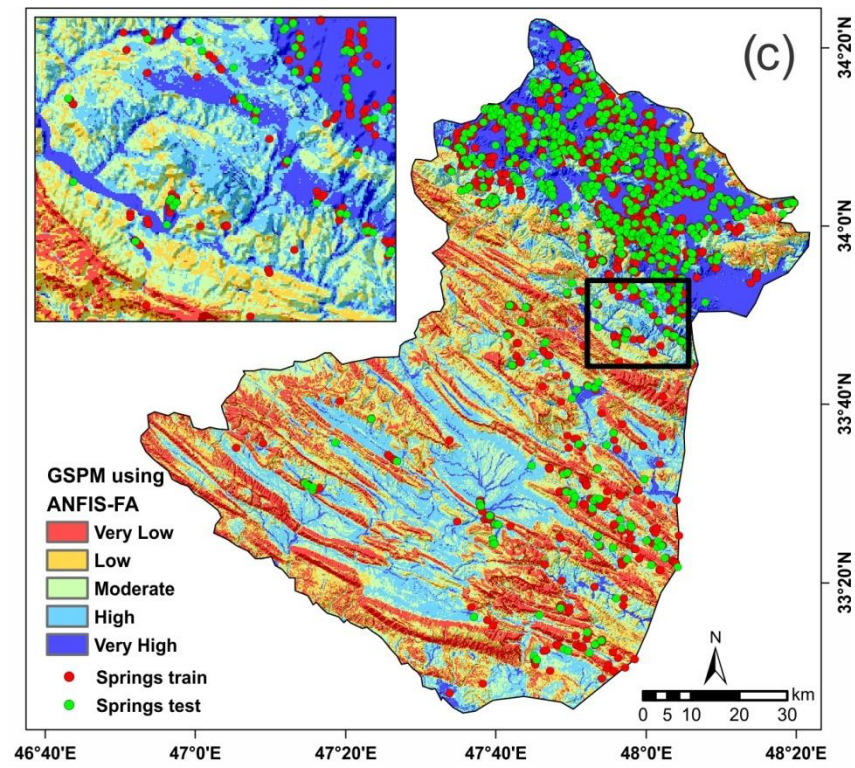 (c)
34°20'N
34°0'N
33°40'N
33°20'N
GSPM using
ANFIS-FA
Very Low
Low
Moderate
High
Very High
Springs train
Springs test
N
km
0 5 10 20 30
46°40'E 47°0'E 47°20'E 47°40'E 48°0'E 48°20'E